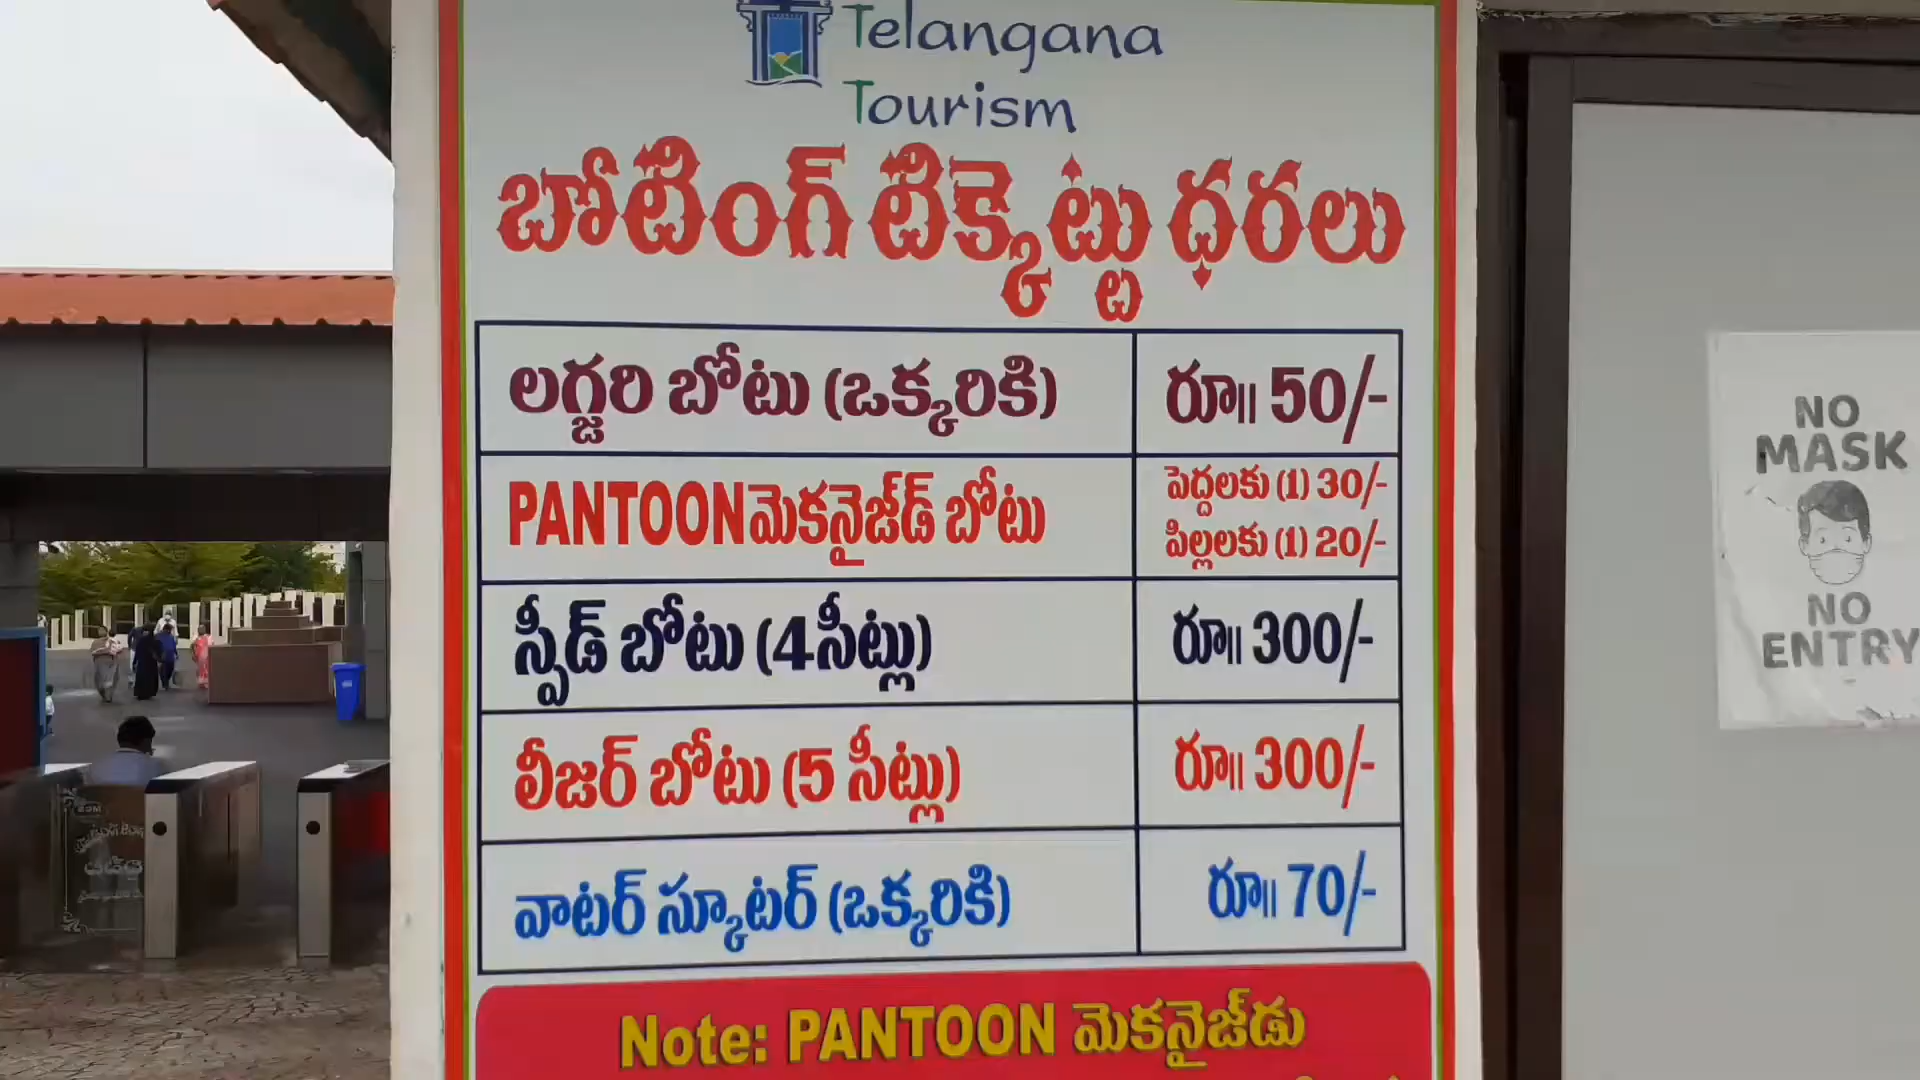 Telangana
Tourism
బోటింగ్ టిక్కెట్టు ధరలు
లగ్జరి బోటు (ఒక్కరికి) రూ॥ 50/-
PANTOON మెకనైజ్‌డ్ బోటు
పెద్దలకు (1) 30/-
పిల్లలకు (1) 20/-
స్పీడ్ బోటు (4సీట్లు) రూ॥ 300/-
లీజర్ బోటు (5 సీట్లు) రూ॥ 300/-
వాటర్ స్కూటర్ (ఒక్కరికి) రూ॥ 70/-
Note: PANTOON మెకనైజ్‌డు
NO
MASK
NO
ENTRY